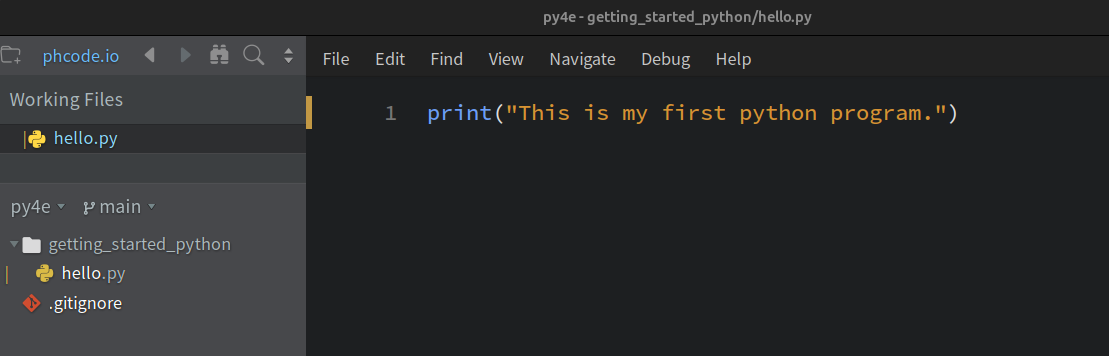 py4e - getting_started_python/hello.py
phcode.io
File Edit Find View Navigate Debug Help
Working Files
hello.py
1 print("This is my first python program.")
py4e main
getting_started_python
hello.py
.gitignore